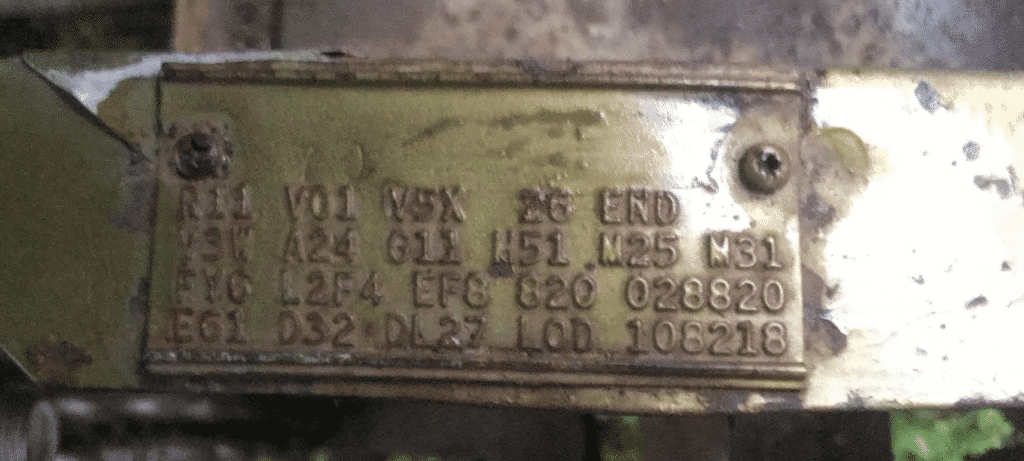 R11 V01 V5X 26 END
V3W A24 G11 H51 M25 M31
FY6 L2F4 EF8 820 028820
E61 D32 DL27 LOD 108218